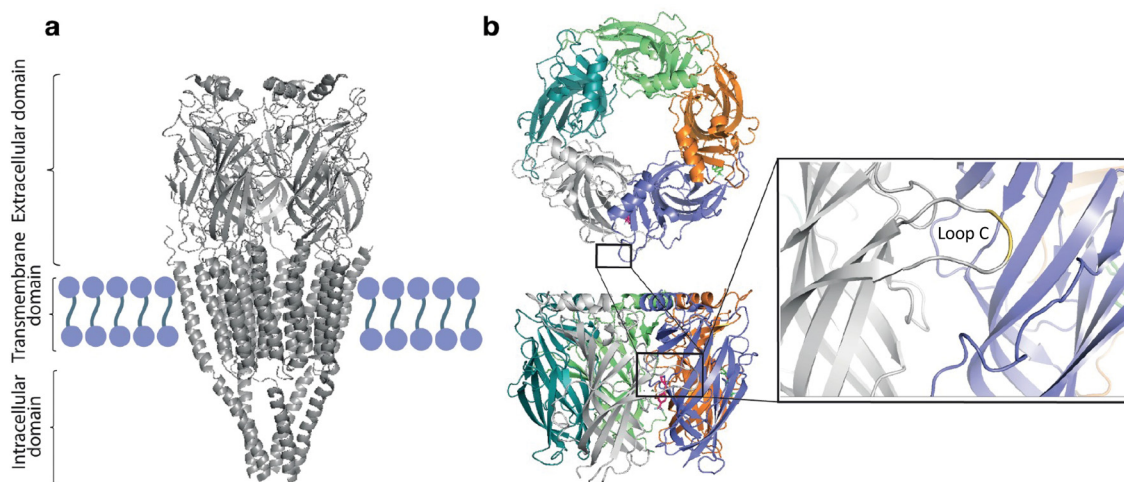 a
b
Extracellular domain
Transmembrane
domain
Intracellular
domain
Loop C